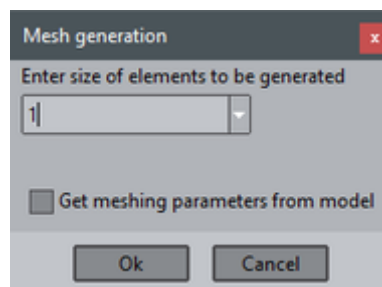 Mesh generation
x
Enter size of elements to be generated
1
Get meshing parameters from model
Ok Cancel